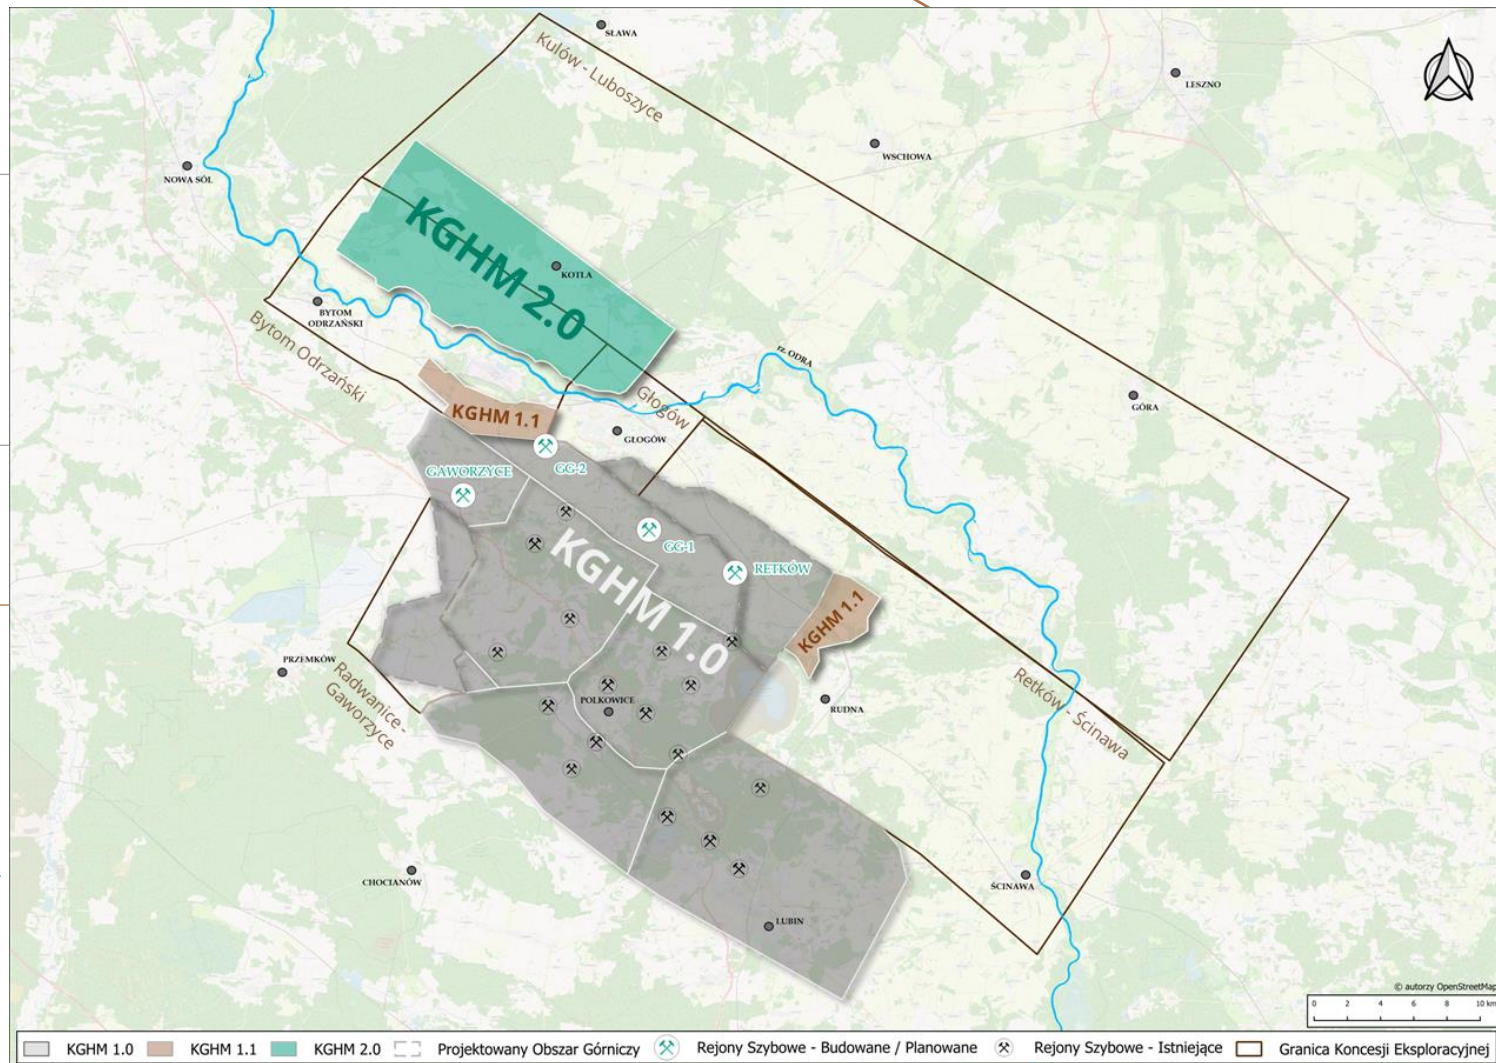 SŁAWA
Kulów - Luboszyce
LESZNO
WSCHOWA
NOWA SÓL
KGHM 2.0
KOTLA
BYTOM
ODRZAŃSKI
Bytom Odrzański
rz. ODRA
Głogów
GÓRA
KGHM 1.1
GŁOGÓW
GG-2
GAWORZYCE
GG-1
KGHM 1.0
RETKÓW
KGHM 1.1
PRZEMKÓW
Radwanice -
Gaworzyce
POLKOWICE
RUDNA
Retków - Ścinawa
CHOCIANÓW
ŚCINAWA
LUBIN
© autorzy OpenStreetMap
0 2 4 6 8 10 km
KGHM 1.0 KGHM 1.1 KGHM 2.0 Projektowany Obszar Górniczy Rejony Szybowe - Budowane / Planowane Rejony Szybowe - Istniejące Granica Koncesji Eksploracyjnej